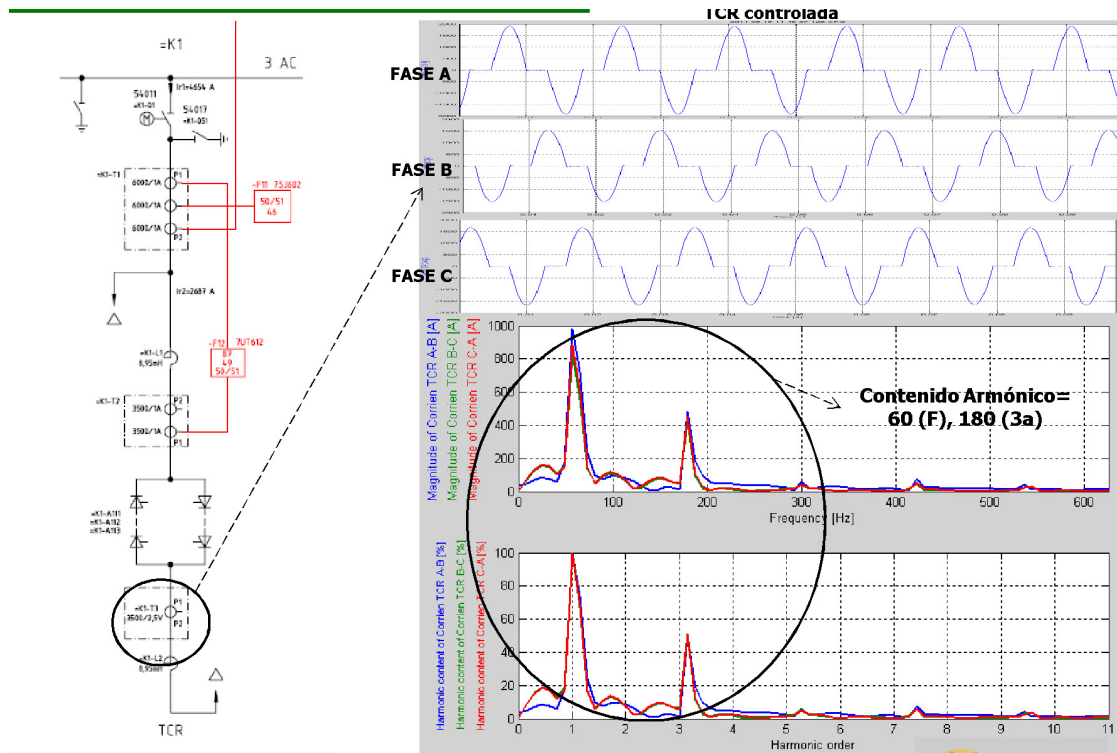 TCR controlada
=K1
3 AC
Ir1=4654 A
54011
=K1-Q1
M
54017
=K1-Q51
=K1-T1
P1
6000/1A
6000/1A
6000/1A
P2
-F11 7SJ602
50/51
46
Ir2=2687 A
=K1-L1
6,95mH
-F12 7UT612
87
49
50/51
=K1-T2
P2
3500/1A
3500/1A
P1
=K1-A111
=K1-A112
=K1-A113
=K1-T3
P1
3500/2,5V
P2
=K1-L2
6,95mH
TCR
FASE A
FASE B
FASE C
Magnitude of Corrien TCR A-B [A]
Magnitude of Corrien TCR B-C [A]
Magnitude of Corrien TCR C-A [A]
1000
800
600
400
200
0
0 100 200 300 400 500 600
Frequency [Hz]
Contenido Armónico=
60 (F), 180 (3a)
Harmonic content of Corrien TCR A-B [%]
Harmonic content of Corrien TCR B-C [%]
Harmonic content of Corrien TCR C-A [%]
100
80
60
40
20
0
0 1 2 3 4 5 6 7 8 9 10 11
Harmonic order